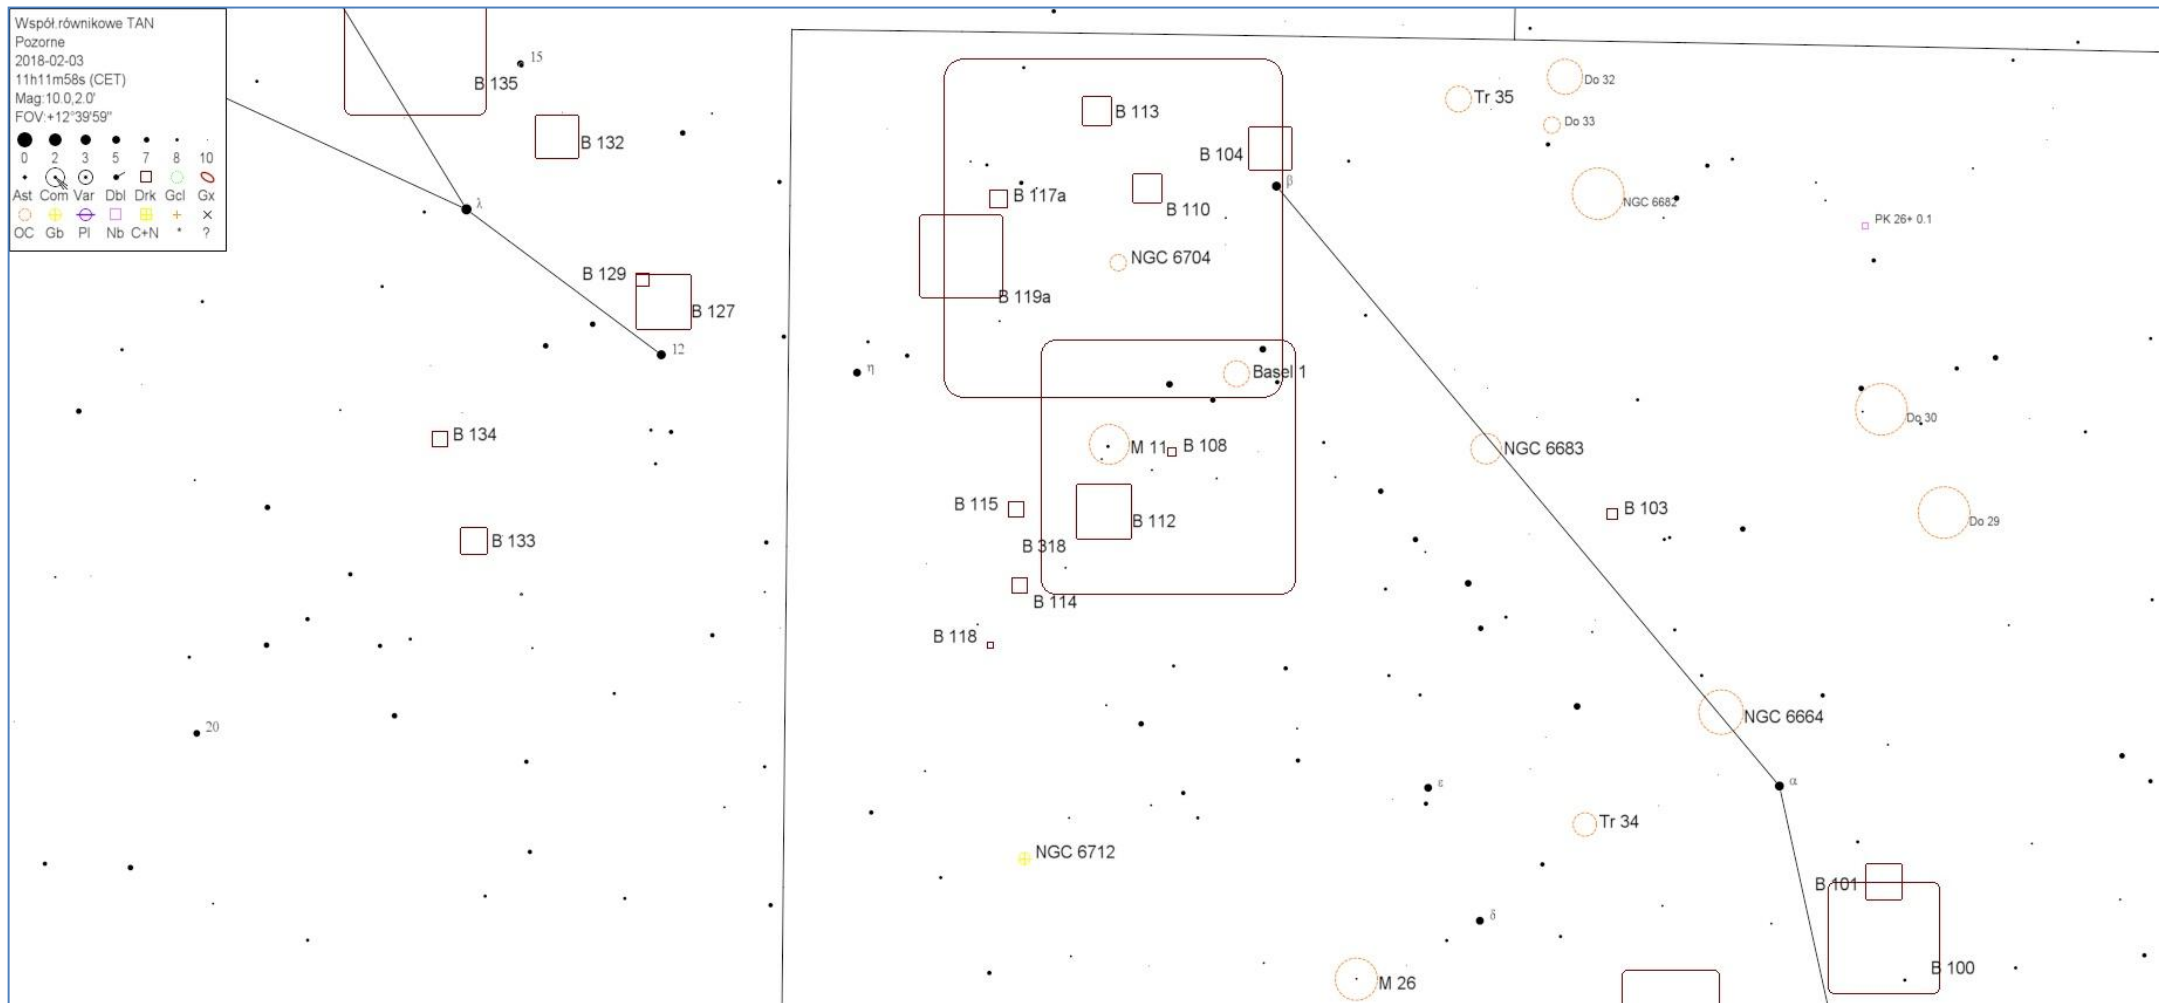 Współ.równikowe TAN
Pozorne
2018-02-03
11h11m58s (CET)
Mag:10.0,2.0'
FOV:+12°39'59"
0 2 3 5 7 8 10
Ast Com Var Dbl Drk Gcl Gx
OC Gb Pl Nb C+N * ?
15
B 135
B 132
λ
B 129
B 127
12
η
B 134
B 133
20
B 113
B 104
β
B 117a
B 110
NGC 6704
B 119a
Basel 1
M 11
B 108
B 115
B 112
B 318
B 114
B 118
NGC 6712
Tr 35
Do 32
Do 33
NGC 6682
PK 26+ 0.1
Do 30
NGC 6683
B 103
Do 29
NGC 6664
α
ε
Tr 34
B 101
δ
B 100
M 26